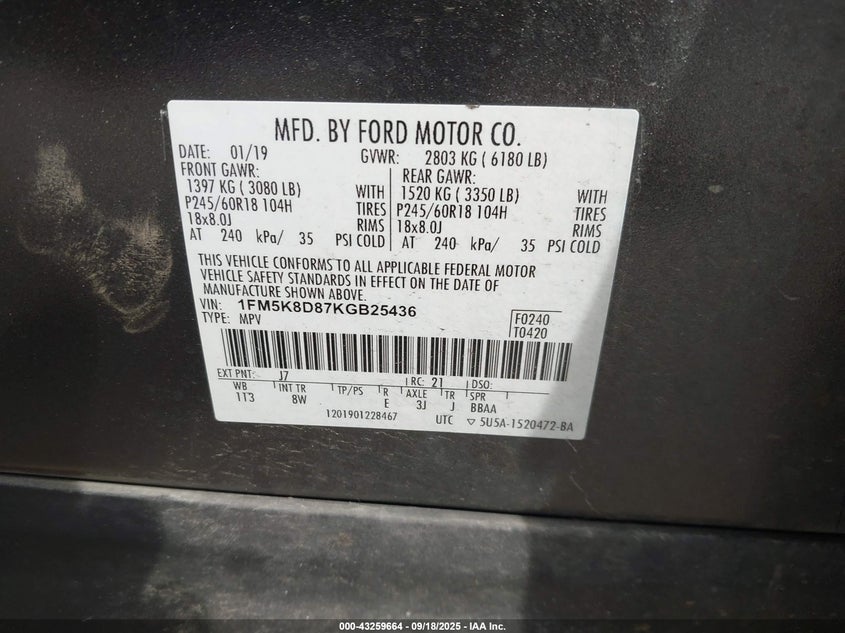 MFD. BY FORD MOTOR CO.
DATE: 01/19 GVWR: 2803 KG ( 6180 LB)
FRONT GAWR: REAR GAWR:
1397 KG ( 3080 LB) WITH 1520 KG ( 3350 LB) WITH
P245/60R18 104H TIRES P245/60R18 104H TIRES
18x8.0J RIMS 18x8.0J RIMS
AT 240 kPa/ 35 PSI COLD AT 240 kPa/ 35 PSI COLD
THIS VEHICLE CONFORMS TO ALL APPLICABLE FEDERAL MOTOR
VEHICLE SAFETY STANDARDS IN EFFECT ON THE DATE OF
MANUFACTURE SHOWN ABOVE.
VIN: 1FM5K8D87KGB25436 F0240
TYPE: MPV T0420
EXT PNT: J7 RC: 21 DSO:
WB INT TR TP/PS R AXLE TR SPR
1T3 8W E 3J J BBAA
1201901228467 UTC ▽ 5U5A-1520472-BA
000-43259664 - 09/18/2025 - IAA Inc.